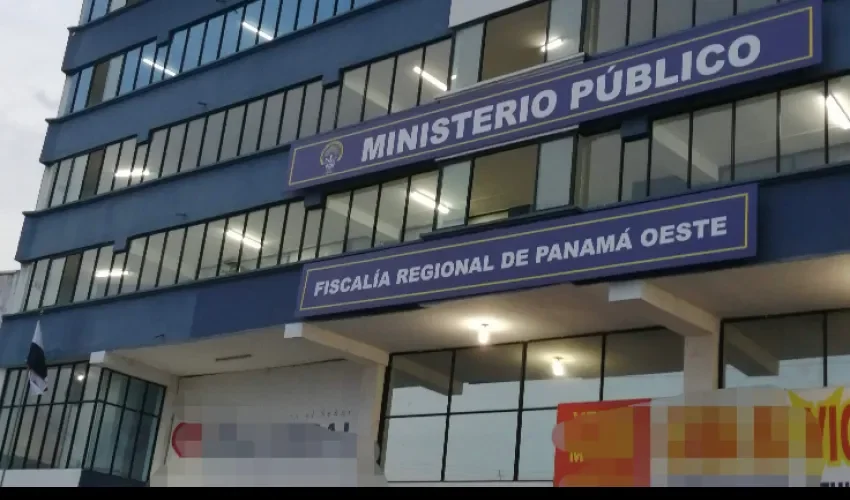 MINISTERIO PÚBLICO
FISCALÍA REGIONAL DE PANAMÁ OESTE